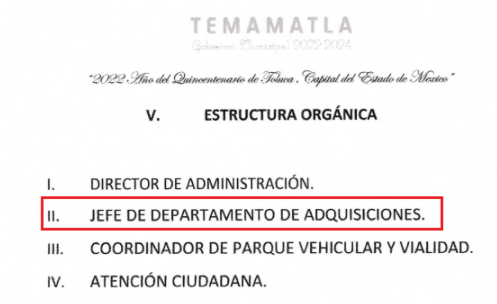 TEMAMATLA
Gobierno Municipal 2022-2024
"2022. Año del Quincentenario de Toluca, Capital del Estado de México"
V. ESTRUCTURA ORGÁNICA
I. DIRECTOR DE ADMINISTRACIÓN.
II. JEFE DE DEPARTAMENTO DE ADQUISICIONES.
III. COORDINADOR DE PARQUE VEHICULAR Y VIALIDAD.
IV. ATENCIÓN CIUDADANA.